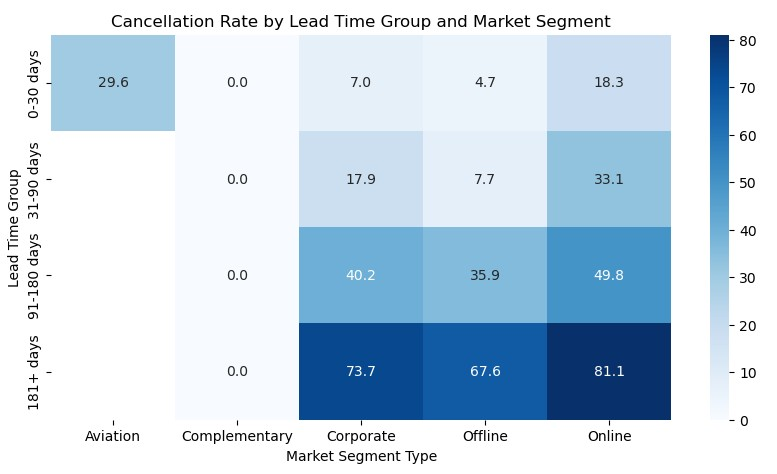 Cancellation Rate by Lead Time Group and Market Segment
Lead Time Group
0-30 days
29.6 0.0 7.0 4.7 18.3
31-90 days
0.0 17.9 7.7 33.1
91-180 days
0.0 40.2 35.9 49.8
181+ days
0.0 73.7 67.6 81.1
Aviation Complementary Corporate Offline Online
Market Segment Type
80
70
60
50
40
30
20
10
0